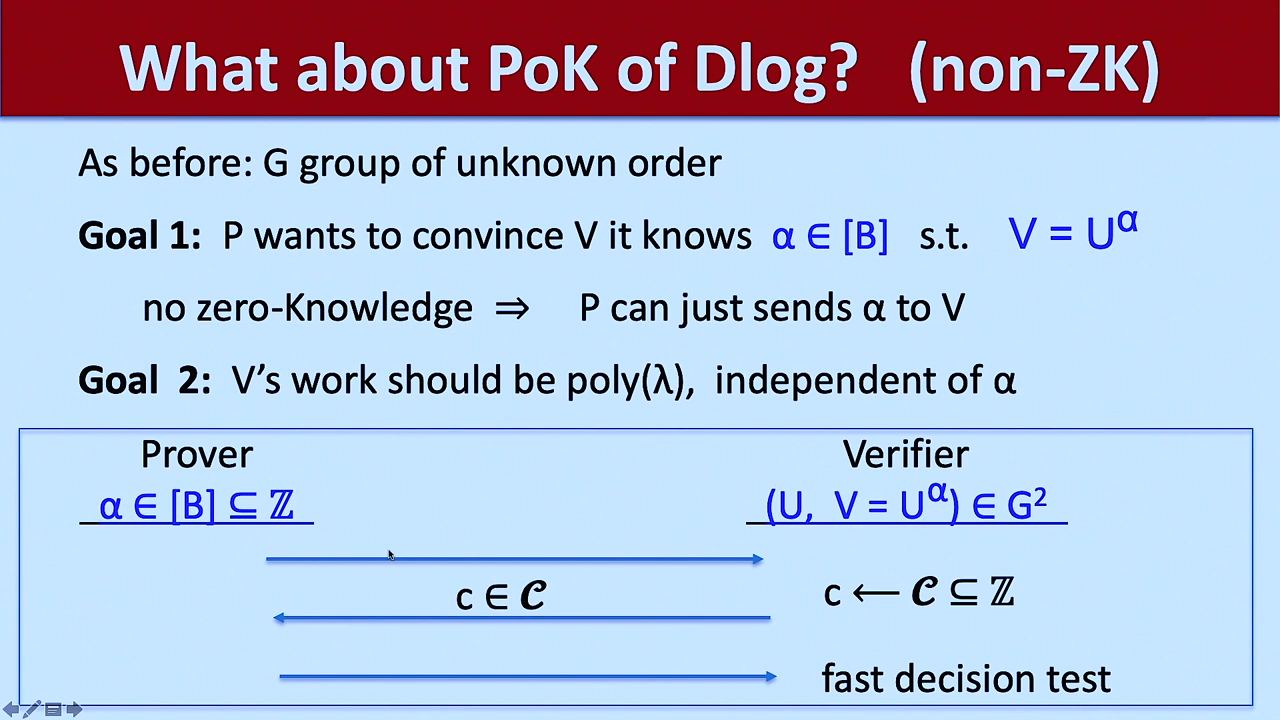 What about PoK of Dlog? (non-ZK)
As before: G group of unknown order
Goal 1: P wants to convince V it knows α ∈ [B] s.t. V = U^α
no zero-Knowledge ⇒ P can just sends α to V
Goal 2: V's work should be poly(λ), independent of α
Prover
Verifier
α ∈ [B] ⊆ ℤ
(U, V = U^α) ∈ G²
c ∈ 𝓒
c ⟵ 𝓒 ⊆ ℤ
fast decision test